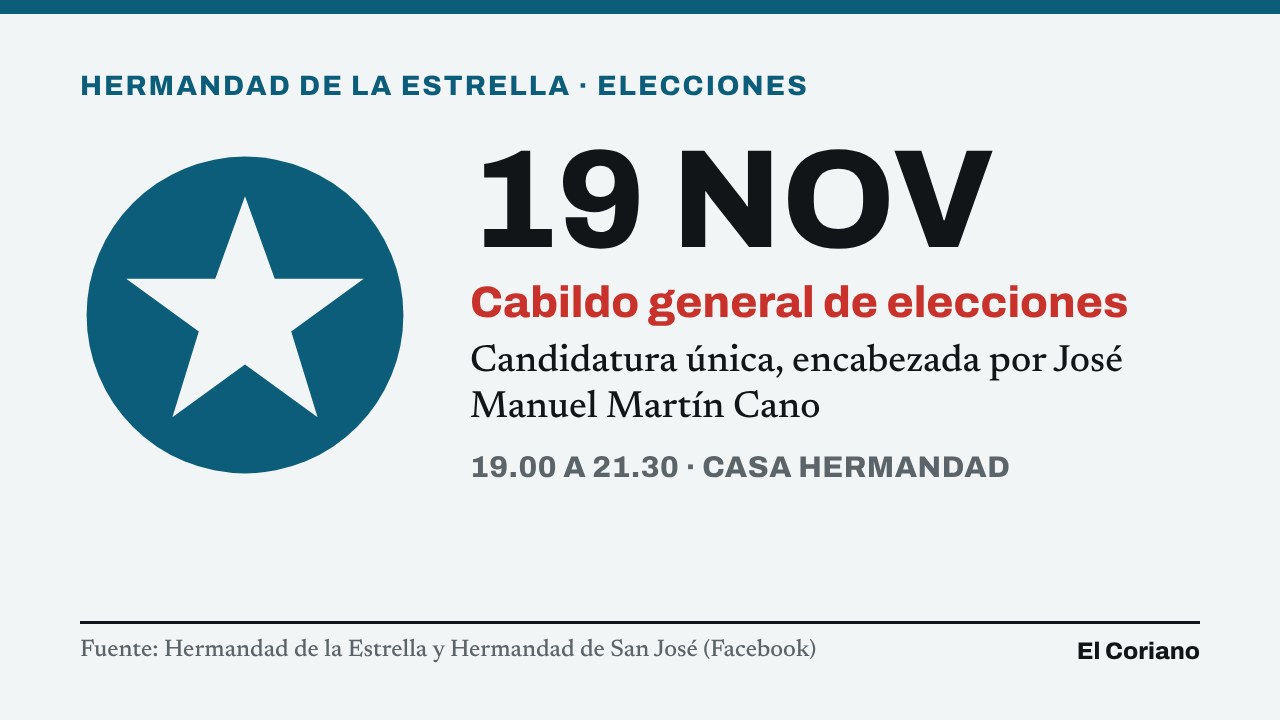 HERMANDAD DE LA ESTRELLA · ELECCIONES
19 NOV
Cabildo general de elecciones
Candidatura única, encabezada por José
Manuel Martín Cano
19.00 A 21.30 · CASA HERMANDAD
Fuente: Hermandad de la Estrella y Hermandad de San José (Facebook)
El Coriano